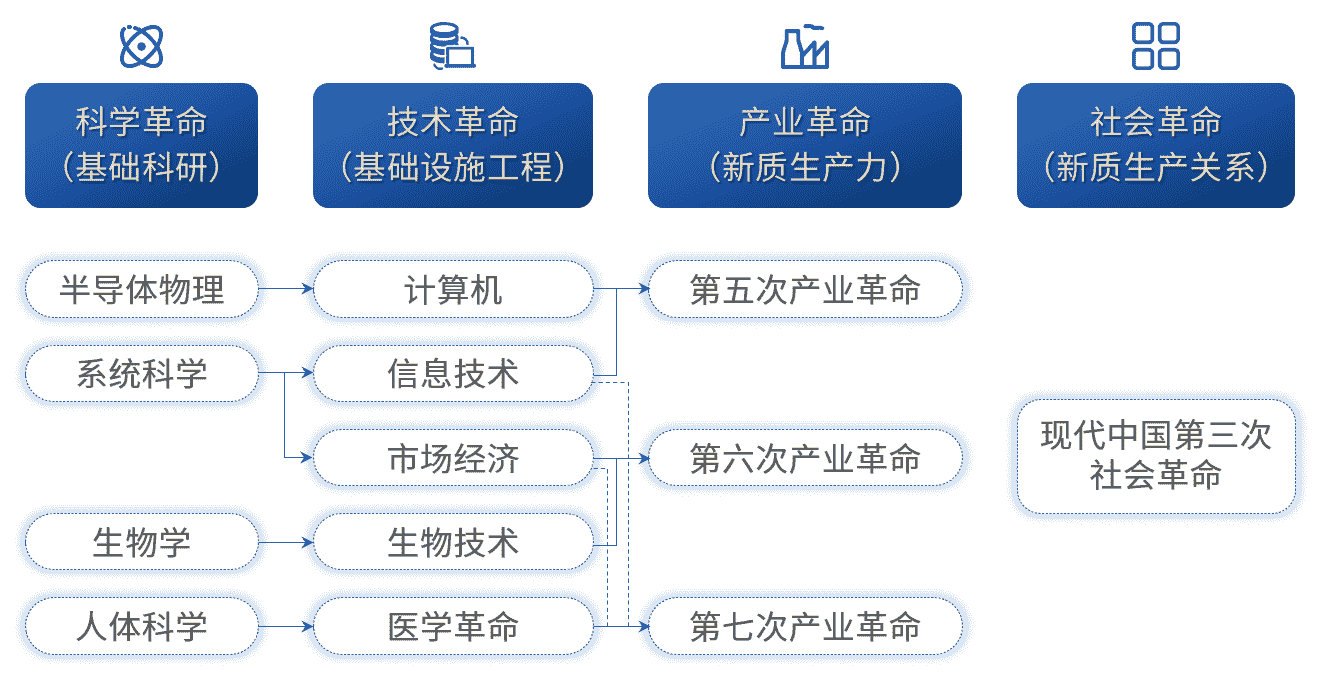 科学革命
（基础科研）
技术革命
（基础设施工程）
产业革命
（新质生产力）
社会革命
（新质生产关系）
半导体物理
计算机
第五次产业革命
系统科学
信息技术
市场经济
第六次产业革命
现代中国第三次
社会革命
生物学
生物技术
人体科学
医学革命
第七次产业革命